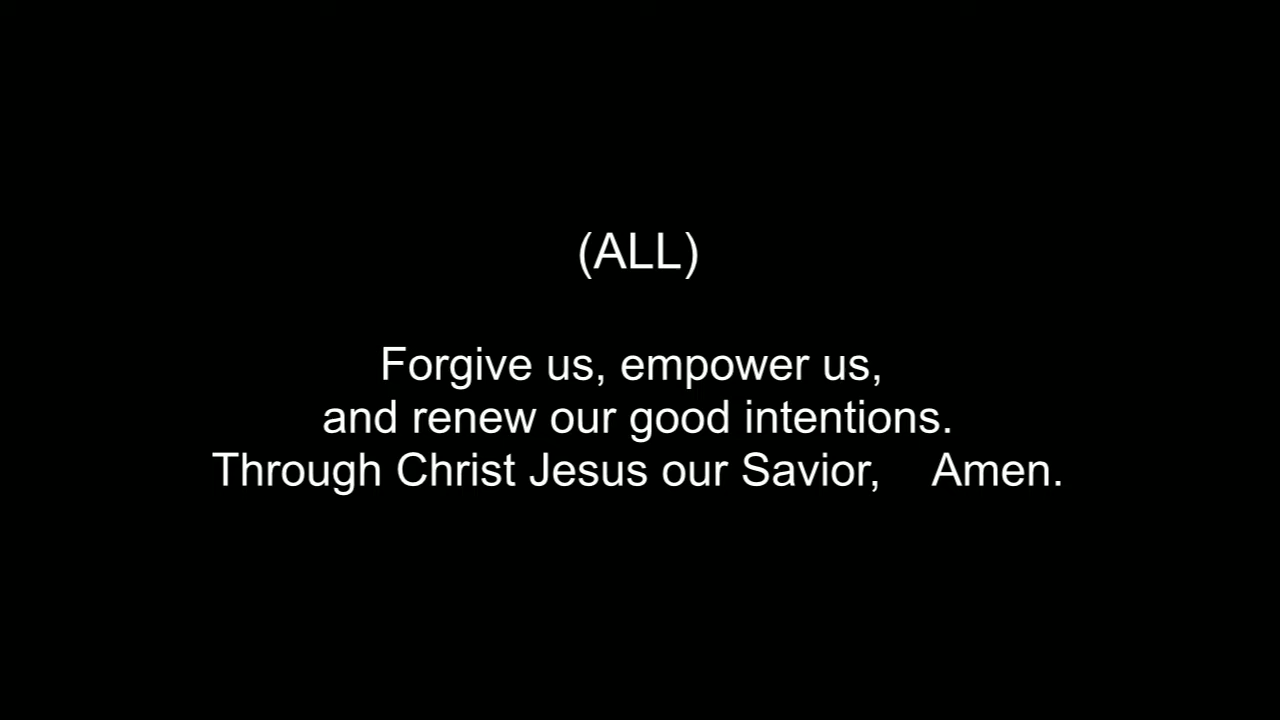 (ALL)
Forgive us, empower us,
and renew our good intentions.
Through Christ Jesus our Savior, Amen.